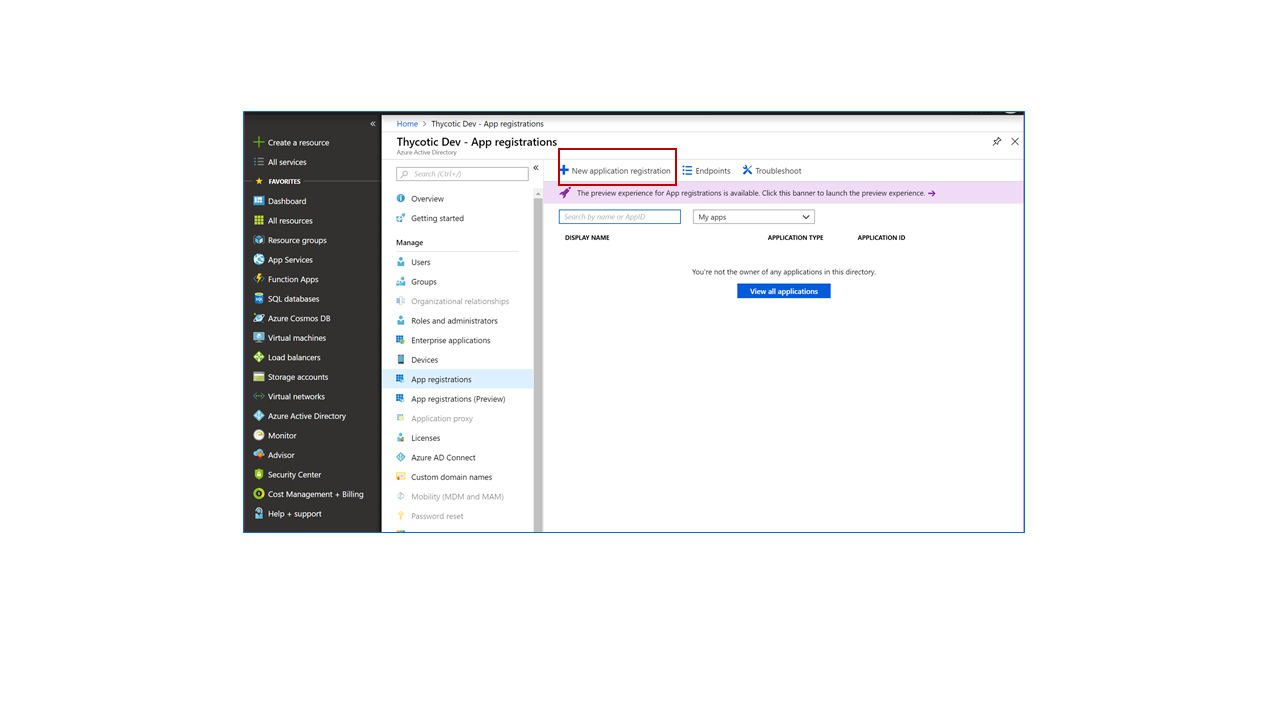 Create a resource
All services
FAVORITES
Dashboard
All resources
Resource groups
App Services
Function Apps
SQL databases
Azure Cosmos DB
Virtual machines
Load balancers
Storage accounts
Virtual networks
Azure Active Directory
Monitor
Advisor
Security Center
Cost Management + Billing
Help + support
Home > Thycotic Dev - App registrations
Thycotic Dev - App registrations
Azure Active Directory
Search (Ctrl+/)
Overview
Getting started
Manage
Users
Groups
Organizational relationships
Roles and administrators
Enterprise applications
Devices
App registrations
App registrations (Preview)
Application proxy
Licenses
Azure AD Connect
Custom domain names
Mobility (MDM and MAM)
Password reset
New application registration Endpoints Troubleshoot
The preview experience for App registrations is available. Click this banner to launch the preview experience.
Search by name or AppID My apps
DISPLAY NAME APPLICATION TYPE APPLICATION ID
You're not the owner of any applications in this directory.
View all applications